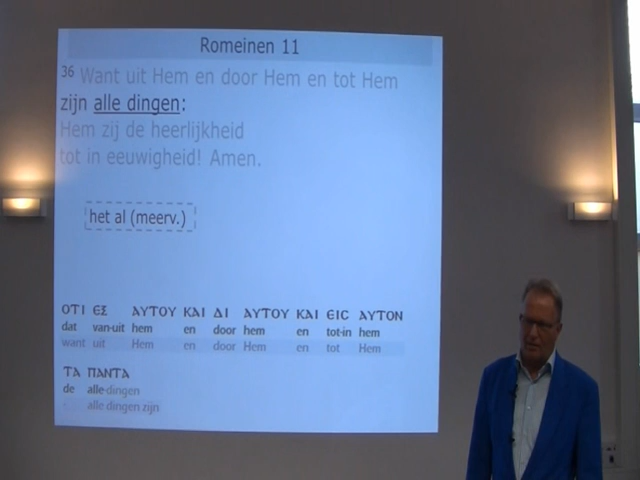 Romeinen 11
36 Want uit Hem en door Hem en tot Hem
zijn alle dingen:
Hem zij de heerlijkheid
tot in eeuwigheid! Amen.
het al (meerv.)
ΟΤΙ ΕΞ ΑΥΤΟΥ ΚΑΙ ΔΙ ΑΥΤΟΥ ΚΑΙ ΕΙϹ ΑΥΤΟΝ
dat van-uit hem en door hem en tot-in hem
want uit Hem en door Hem en tot Hem
ΤΑ ΠΑΝΤΑ
de alle-dingen
- alle dingen zijn